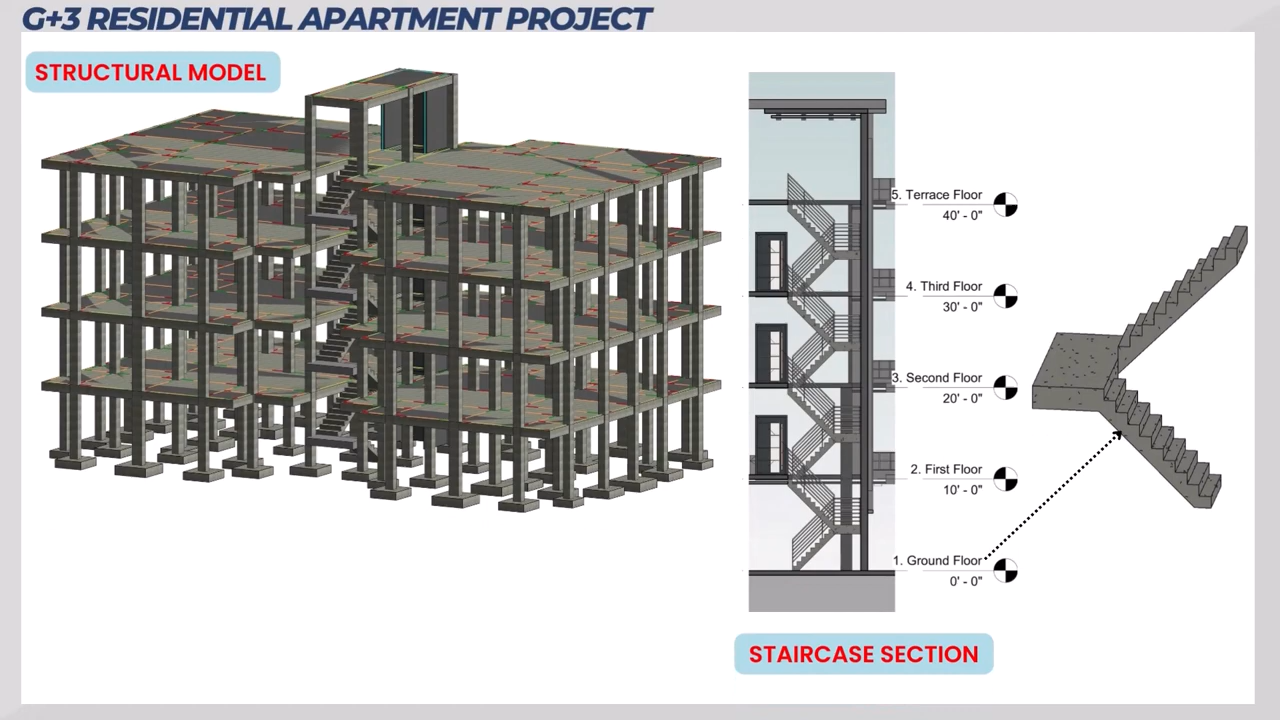 G+3 RESIDENTIAL APARTMENT PROJECT
STRUCTURAL MODEL
5. Terrace Floor
40' - 0"
4. Third Floor
30' - 0"
3. Second Floor
20' - 0"
2. First Floor
10' - 0"
1. Ground Floor
0' - 0"
STAIRCASE SECTION